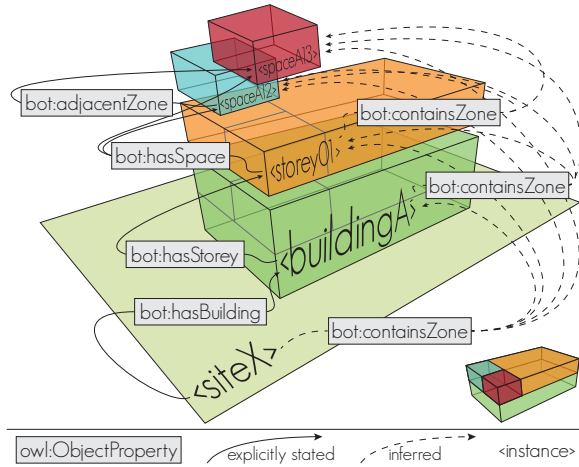 <spaceA13>
<spaceA12>
bot:adjacentZone
bot:containsZone
bot:hasSpace
<storey01>
bot:containsZone
<buildingA>
bot:hasStorey
bot:hasBuilding
bot:containsZone
<siteX>
owl:ObjectProperty
explicitly stated
inferred
<instance>